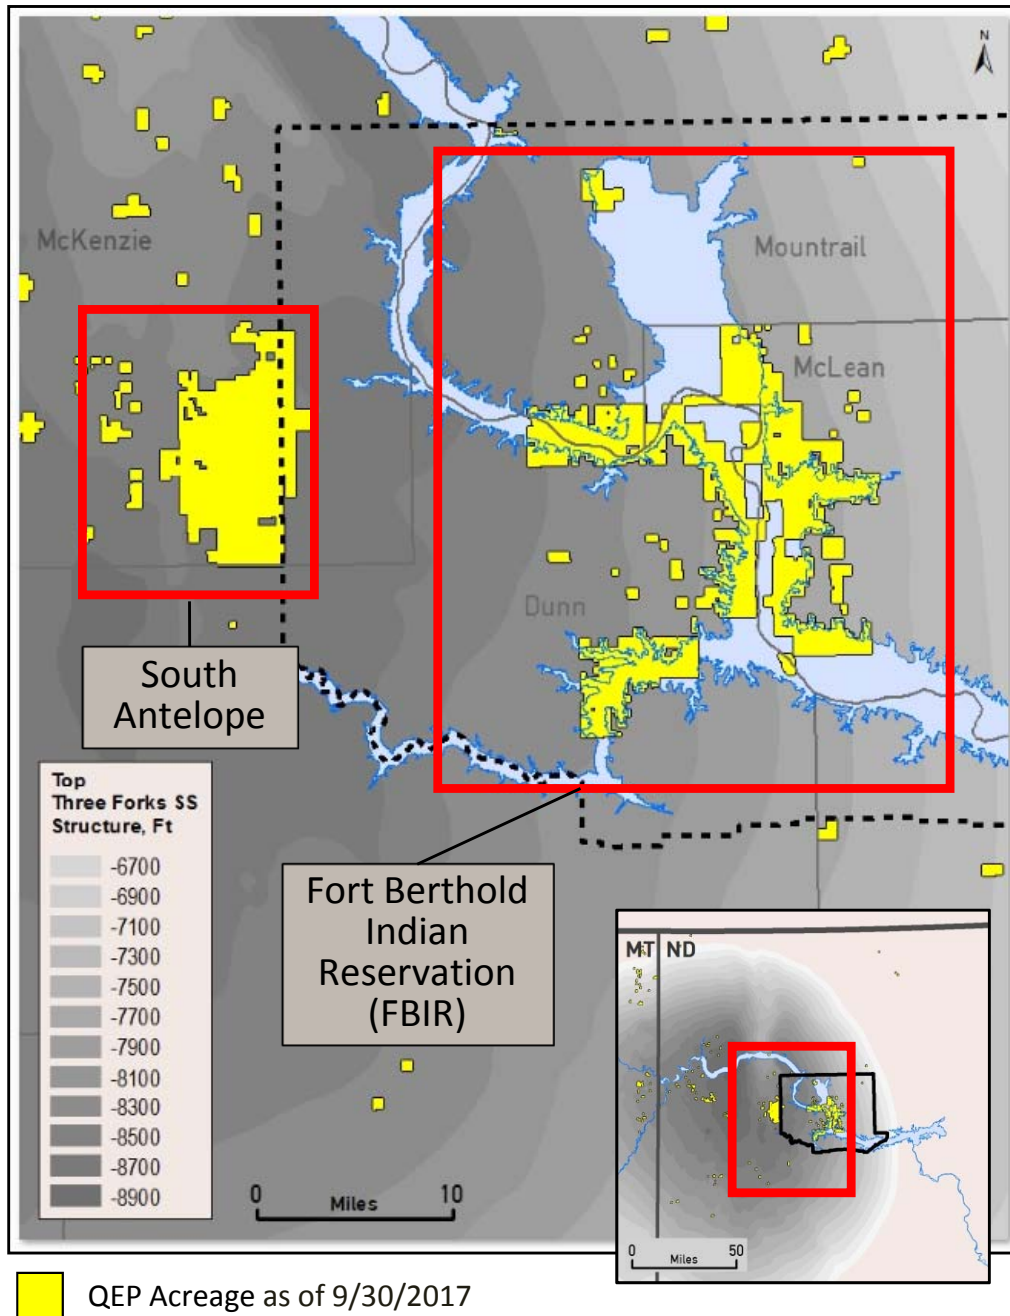 N
McKenzie
Mountrail
McLean
Dunn
South
Antelope
Top
Three Forks SS
Structure, Ft
-6700
-6900
-7100
-7300
-7500
-7700
-7900
-8100
-8300
-8500
-8700
-8900
Fort Berthold
Indian
Reservation
(FBIR)
0 10
Miles
MT ND
0 50
Miles
QEP Acreage as of 9/30/2017